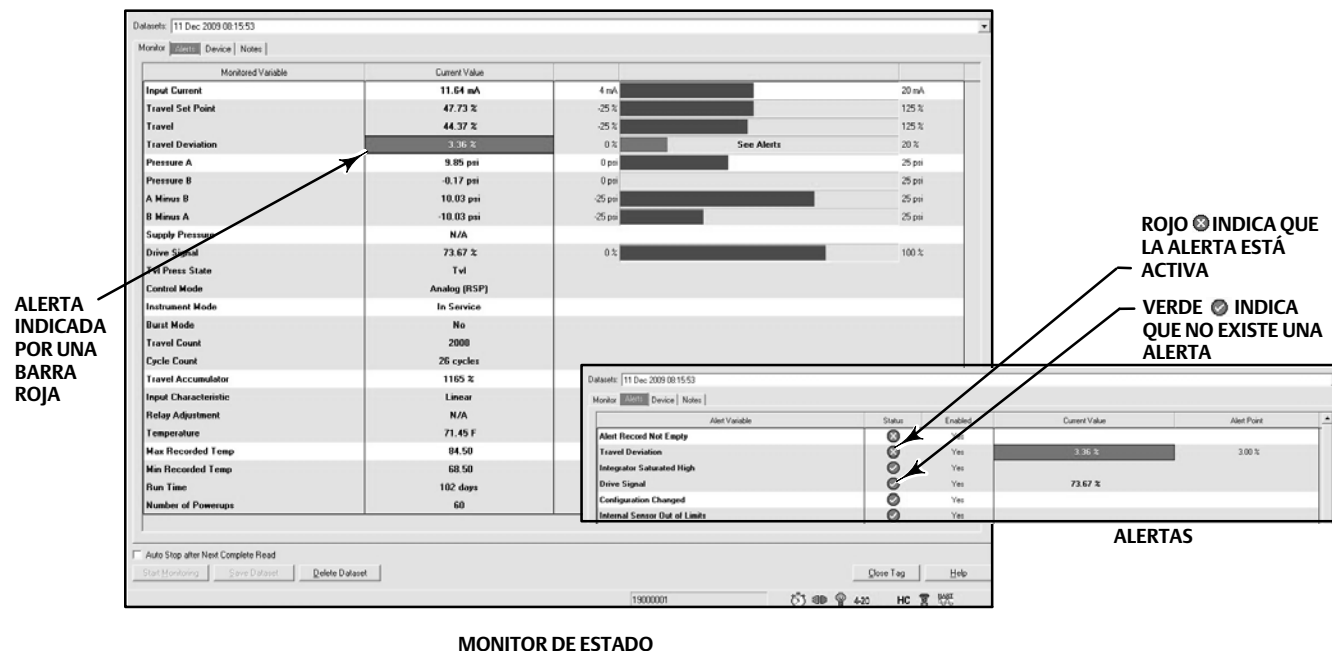 Datasets: 11 Dec 2009 08:15:53
Monitor Alerts Device Notes
Monitored Variable Current Value
Input Current 11.64 mA 4 mA 20 mA
Travel Set Point 47.73 % -25 % 125 %
Travel 44.37 % -25 % 125 %
Travel Deviation 3.36 % 0 % See Alerts 20 %
Pressure A 9.85 psi 0 psi 25 psi
Pressure B -0.17 psi 0 psi 25 psi
A Minus B 10.03 psi -25 psi 25 psi
B Minus A -10.03 psi -25 psi 25 psi
Supply Pressure N/A
Drive Signal 73.67 % 0 % 100 %
Tvl Press State Tvl
Control Mode Analog (RSP)
Instrument Mode In Service
Burst Mode No
Travel Count 2000
Cycle Count 26 cycles
Travel Accumulator 1165 %
Input Characteristic Linear
Relay Adjustment N/A
Temperature 71.45 F
Max Recorded Temp 84.50
Min Recorded Temp 68.50
Run Time 102 days
Number of Powerups 60
Auto Stop after Next Complete Read
Start Monitoring Save Dataset Delete Dataset Close Tag Help
19000001 4-20 HC
ALERTA
INDICADA
POR UNA
BARRA
ROJA
ROJO INDICA QUE
LA ALERTA ESTÁ
ACTIVA
VERDE INDICA
QUE NO EXISTE UNA
ALERTA
Datasets: 11 Dec 2009 08:15:53
Monitor Alerts Device Notes
Alert Variable Status Enabled Current Value Alert Point
Alert Record Not Empty Yes
Travel Deviation Yes 3.36 % 3.00 %
Integrator Saturated High Yes
Drive Signal Yes 73.67 %
Configuration Changed Yes
Internal Sensor Out of Limits Yes
ALERTAS
MONITOR DE ESTADO